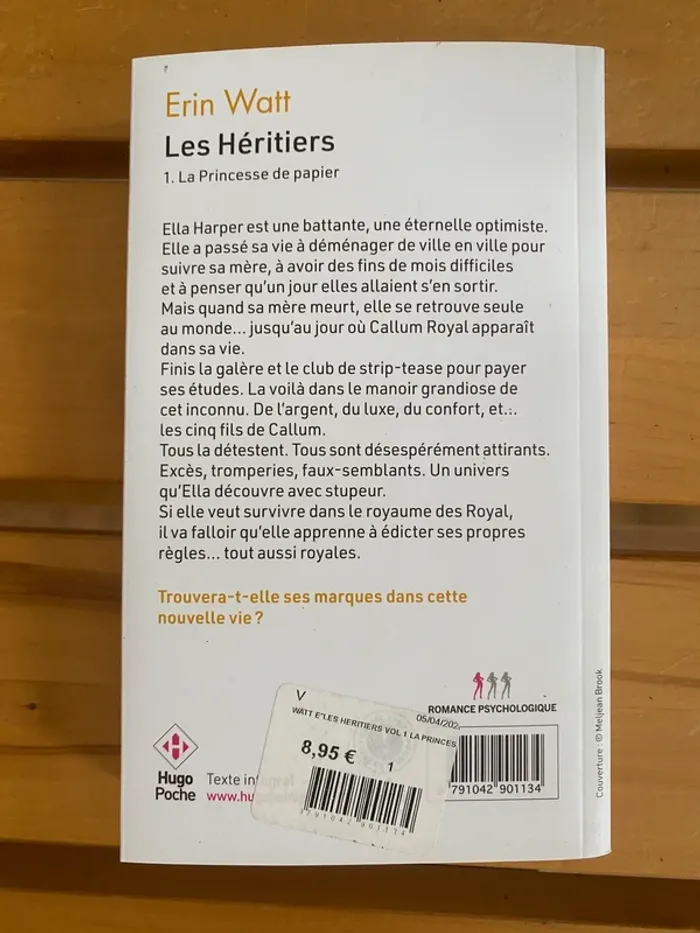 Erin Watt
Les Héritiers
1. La Princesse de papier
Ella Harper est une battante, une éternelle optimiste.
Elle a passé sa vie à déménager de ville en ville pour
suivre sa mère, à avoir des fins de mois difficiles
et à penser qu'un jour elles allaient s'en sortir.
Mais quand sa mère meurt, elle se retrouve seule
au monde... jusqu'au jour où Callum Royal apparaît
dans sa vie.
Finis la galère et le club de strip-tease pour payer
ses études. La voilà dans le manoir grandiose de
cet inconnu. De l'argent, du luxe, du confort, et...
les cinq fils de Callum.
Tous la détestent. Tous sont désespérément attirants.
Excès, tromperies, faux-semblants. Un univers
qu'Ella découvre avec stupeur.
Si elle veut survivre dans le royaume des Royal,
il va falloir qu'elle apprenne à édicter ses propres
règles... tout aussi royales.
Trouvera-t-elle ses marques dans cette
nouvelle vie ?
ROMANCE PSYCHOLOGIQUE
V
05/04/202
WATT E"LES HERITIERS VOL 1 LA PRINCES
8,95 €
1
9791042 901134
791042 901134
Hugo
Poche
Texte intégral
www.hu
Couverture : © Meljean Brook